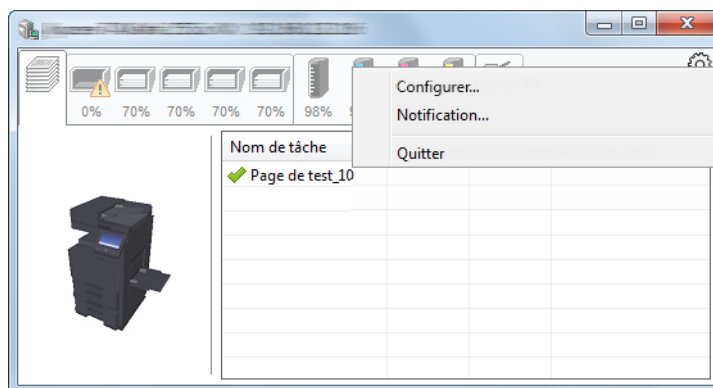 0% 70% 70% 70% 70% 98%
Configurer...
Notification...
Quitter
Nom de tâche
Page de test_10